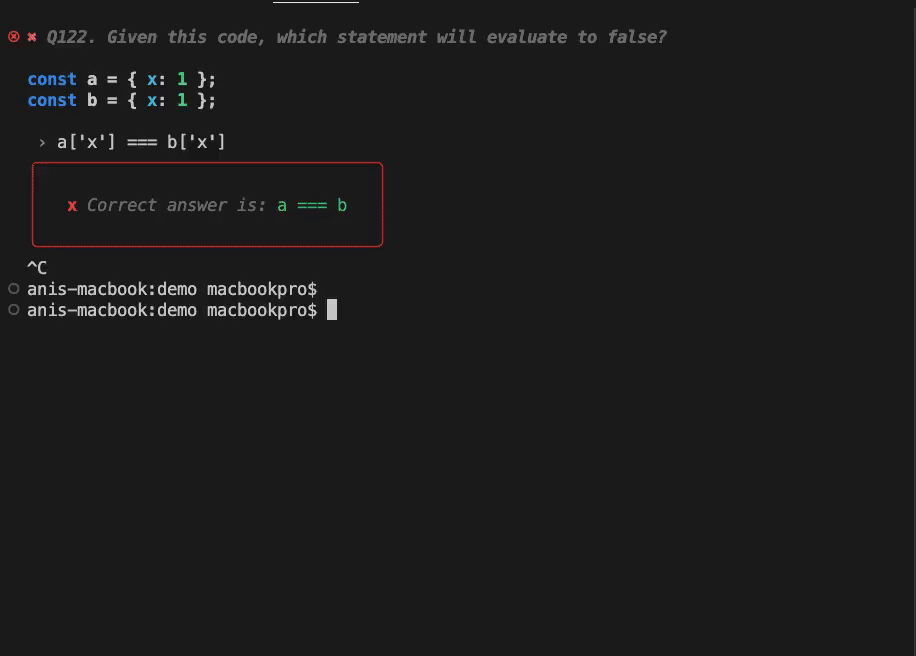 ✖ Q122. Given this code, which statement will evaluate to false?
const a = { x: 1 };
const b = { x: 1 };
› a['x'] === b['x']
x Correct answer is: a === b
^C
anis-macbook:demo macbookpro$
anis-macbook:demo macbookpro$